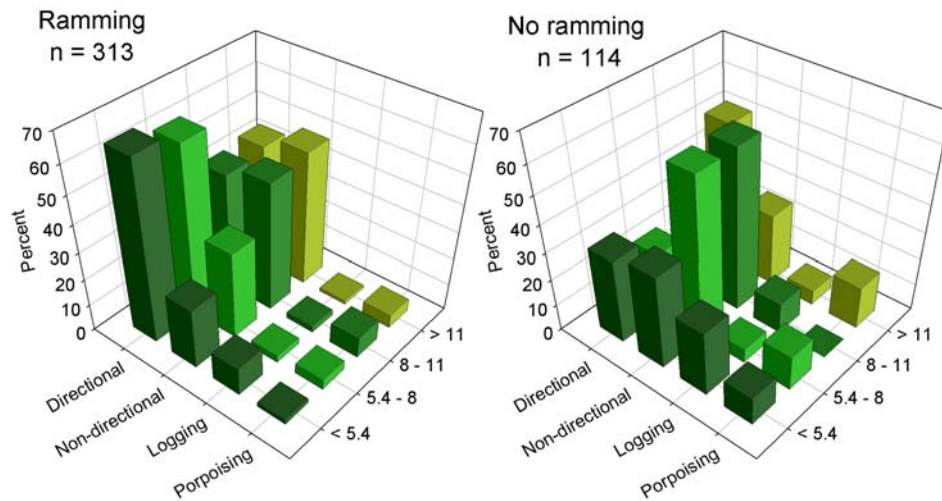 Ramming
n = 313
70
60
50
40
30
20
10
0
Percent
Directional
Non-directional
Logging
Porpoising
< 5.4
5.4 - 8
8 - 11
> 11
No ramming
n = 114
70
60
50
40
30
20
10
0
Percent
Directional
Non-directional
Logging
Porpoising
< 5.4
5.4 - 8
8 - 11
> 11